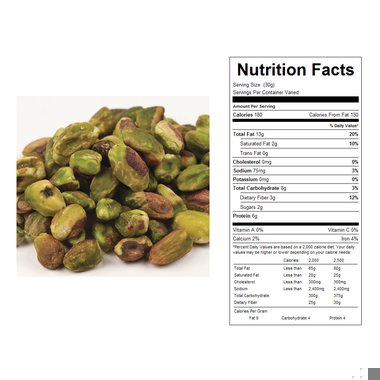 Nutrition Facts
Serving Size (30g)
Servings Per Container Varied
Amount Per Serving
Calories 180 Calories From Fat 130
% Daily Value*
Total Fat 13g 20%
Saturated Fat 2g 10%
Trans Fat 0g
Cholesterol 0mg 0%
Sodium 75mg 3%
Potassium 0mg 0%
Total Carbohydrate 8g 3%
Dietary Fiber 3g 12%
Sugars 2g
Protein 6g
Vitamin A 0% Vitamin C 0%
Calcium 2% Iron 4%
*Percent Daily Values are based on a 2,000 calorie diet. Your daily
values may be higher or lower depending on your calorie needs:
Calories: 2,000 2,500
Total Fat Less than 65g 80g
Saturated Fat Less than 20g 25g
Cholesterol Less than 300mg 300mg
Sodium Less than 2,400mg 2,400mg
Total Carbohydrate 300g 375g
Dietary Fiber 25g 30g
Calories Per Gram
Fat 9 Carbohydrate 4 Protein 4